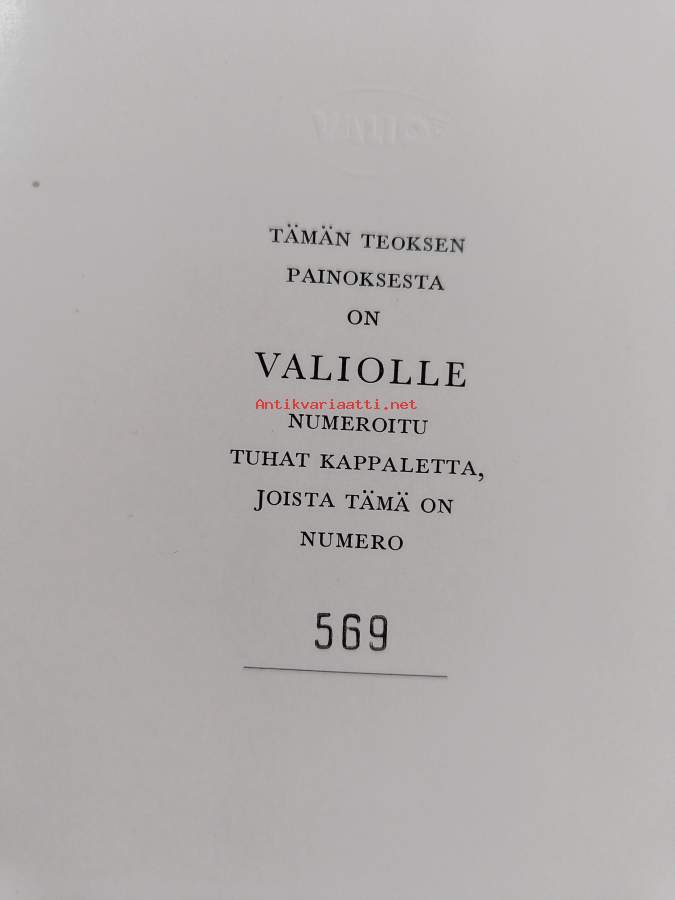 VALIO
TÄMÄN TEOKSEN
PAINOKSESTA
ON
VALIOLLE
Antikvariaatti.net
NUMEROITU
TUHAT KAPPALETTA,
JOISTA TÄMÄ ON
NUMERO
569